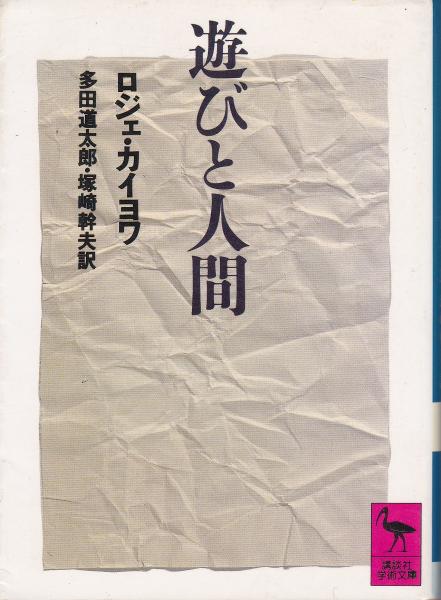 遊びと人間
ロジェ・カイヨワ
多田道太郎・塚崎幹夫訳
講談社
学術文庫